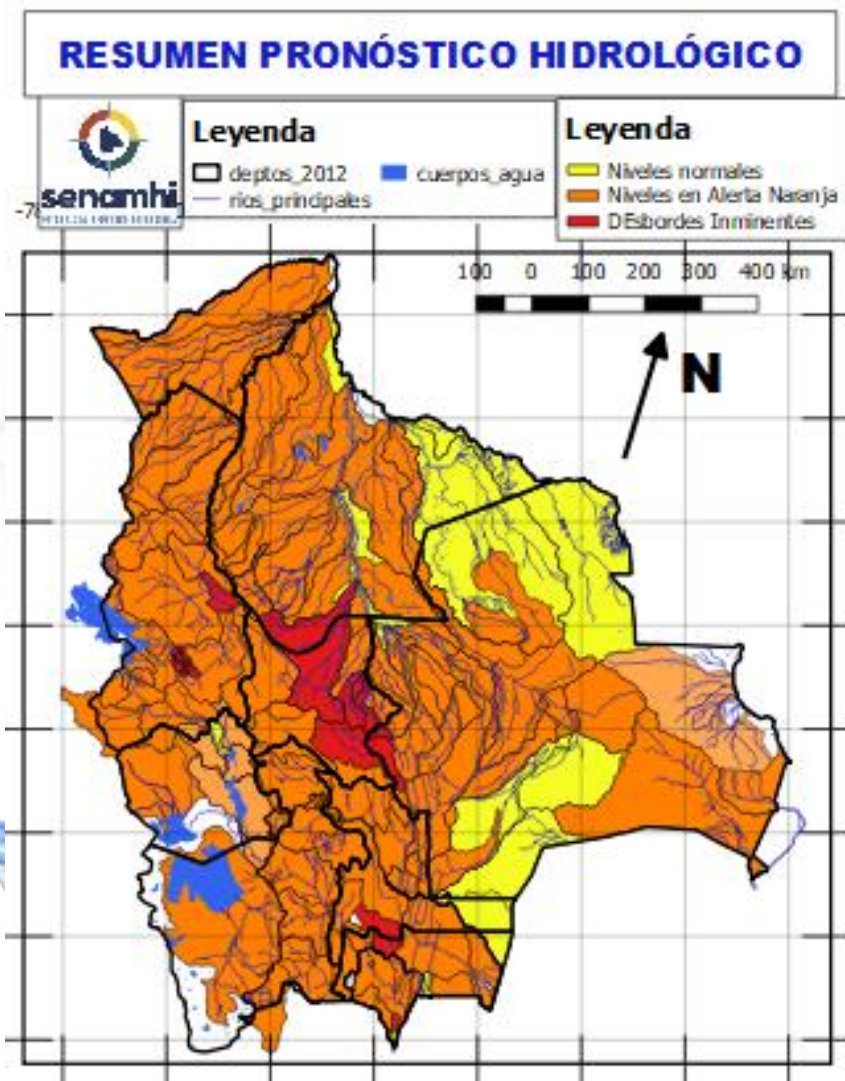 RESUMEN PRONÓSTICO HIDROLÓGICO
senamhi
Leyenda
deptos_2012
cuerpos_agua
rios_principales
Leyenda
Niveles normales
Niveles en Alerta Naranja
DEsbordes Inminentes
100 0 100 200 300 400 km
N